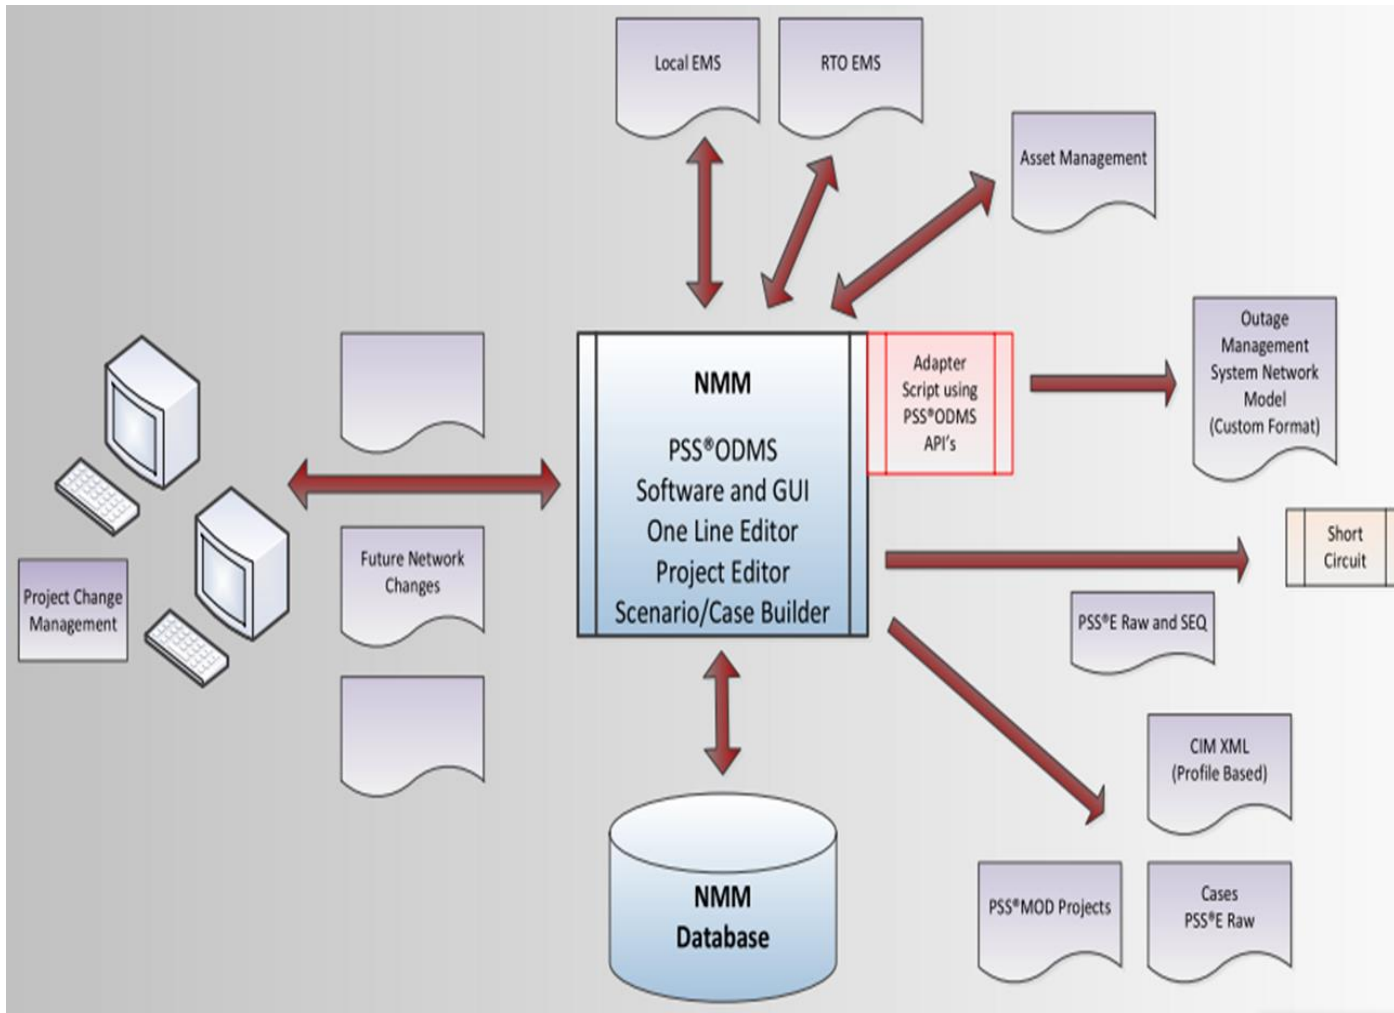 Local EMS
RTO EMS
Asset Management
Outage
Management
System Network
Model
(Custom Format)
NMM
PSS®ODMS
Software and GUI
One Line Editor
Project Editor
Scenario/Case Builder
Adapter
Script using
PSS®ODMS
API's
Future Network
Changes
Project Change
Management
Short
Circuit
PSS®E Raw and SEQ
CIM XML
(Profile Based)
PSS®MOD Projects
Cases
PSS®E Raw
NMM
Database